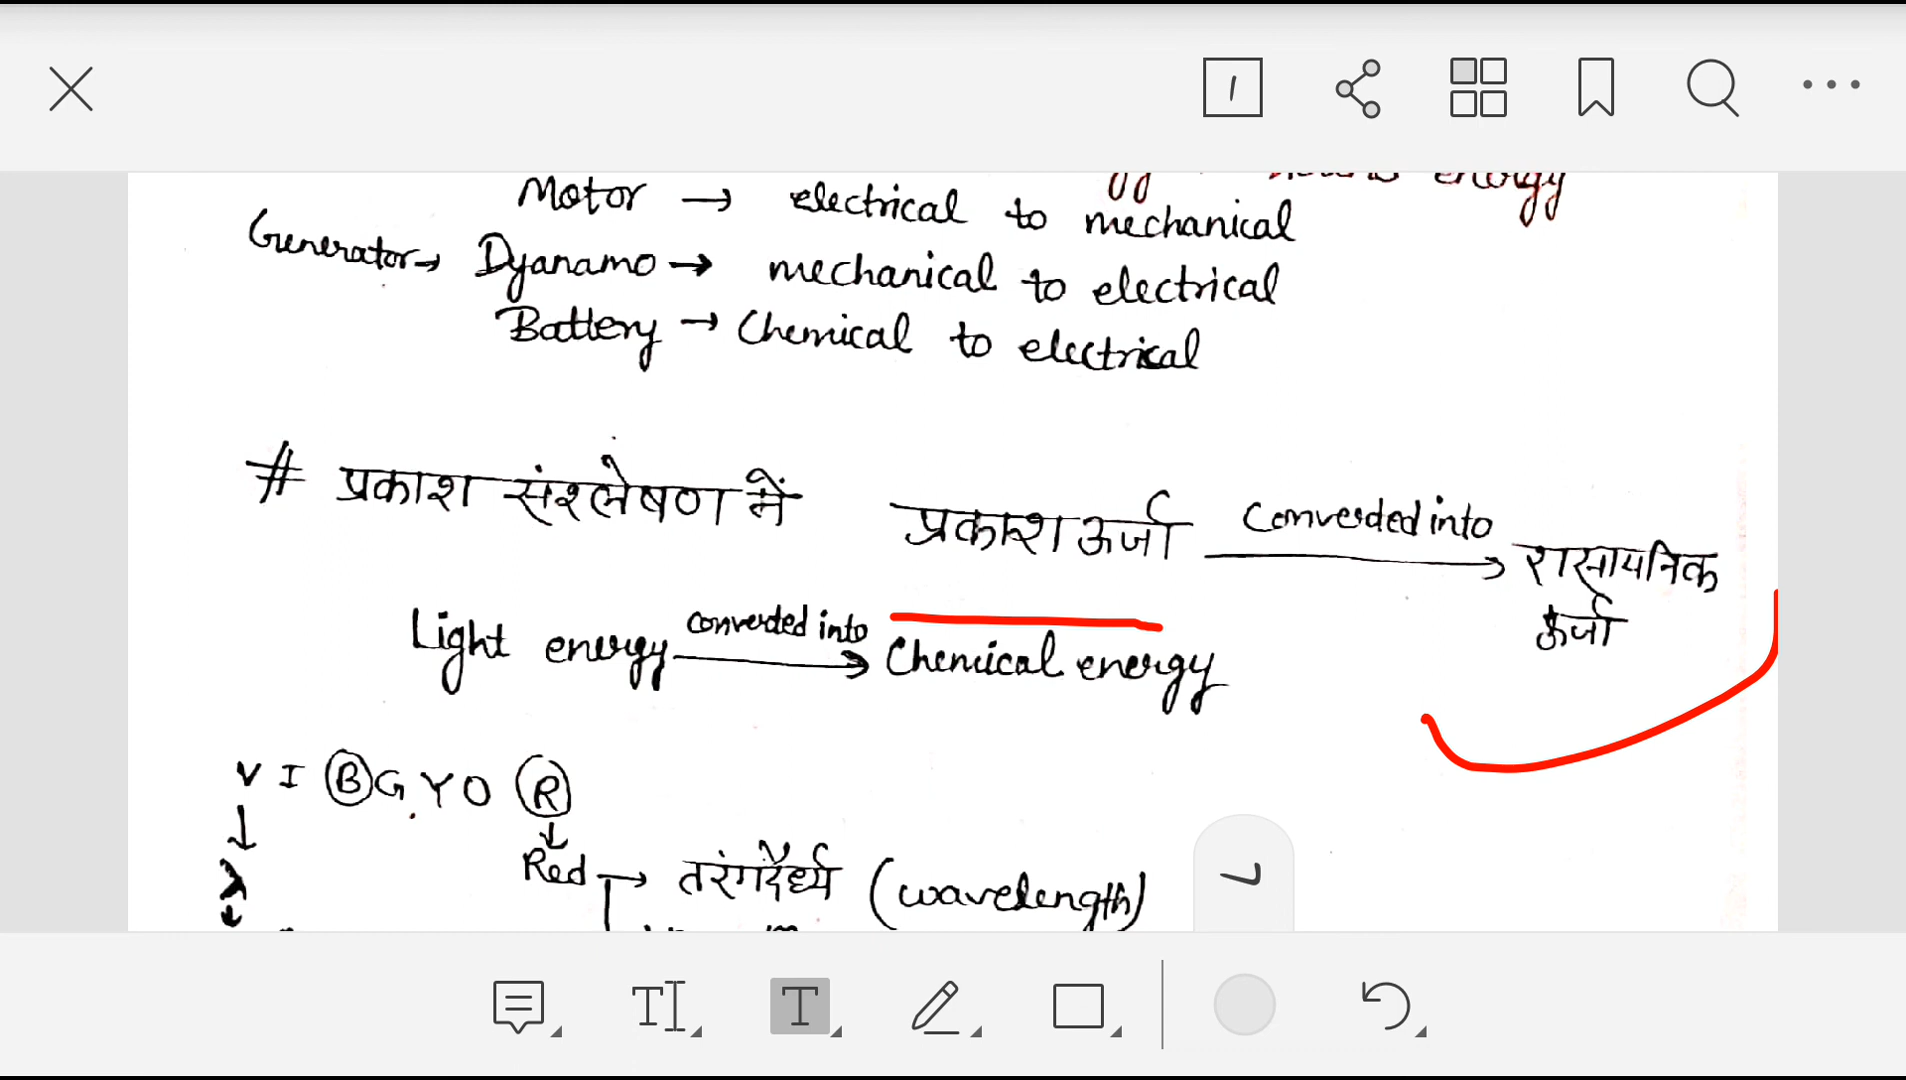 energy
Motor → electrical to mechanical
Generator → Dyanamo → mechanical to electrical
Battery → Chemical to electrical
# प्रकाश संश्लेषण में प्रकाश ऊर्जा Converded into → रासायनिक ऊर्जा
Light energy converded into → Chemical energy
V I B G Y O R
↓ ↓
λ Red → तरंगदैर्ध्य (wavelength)
↓